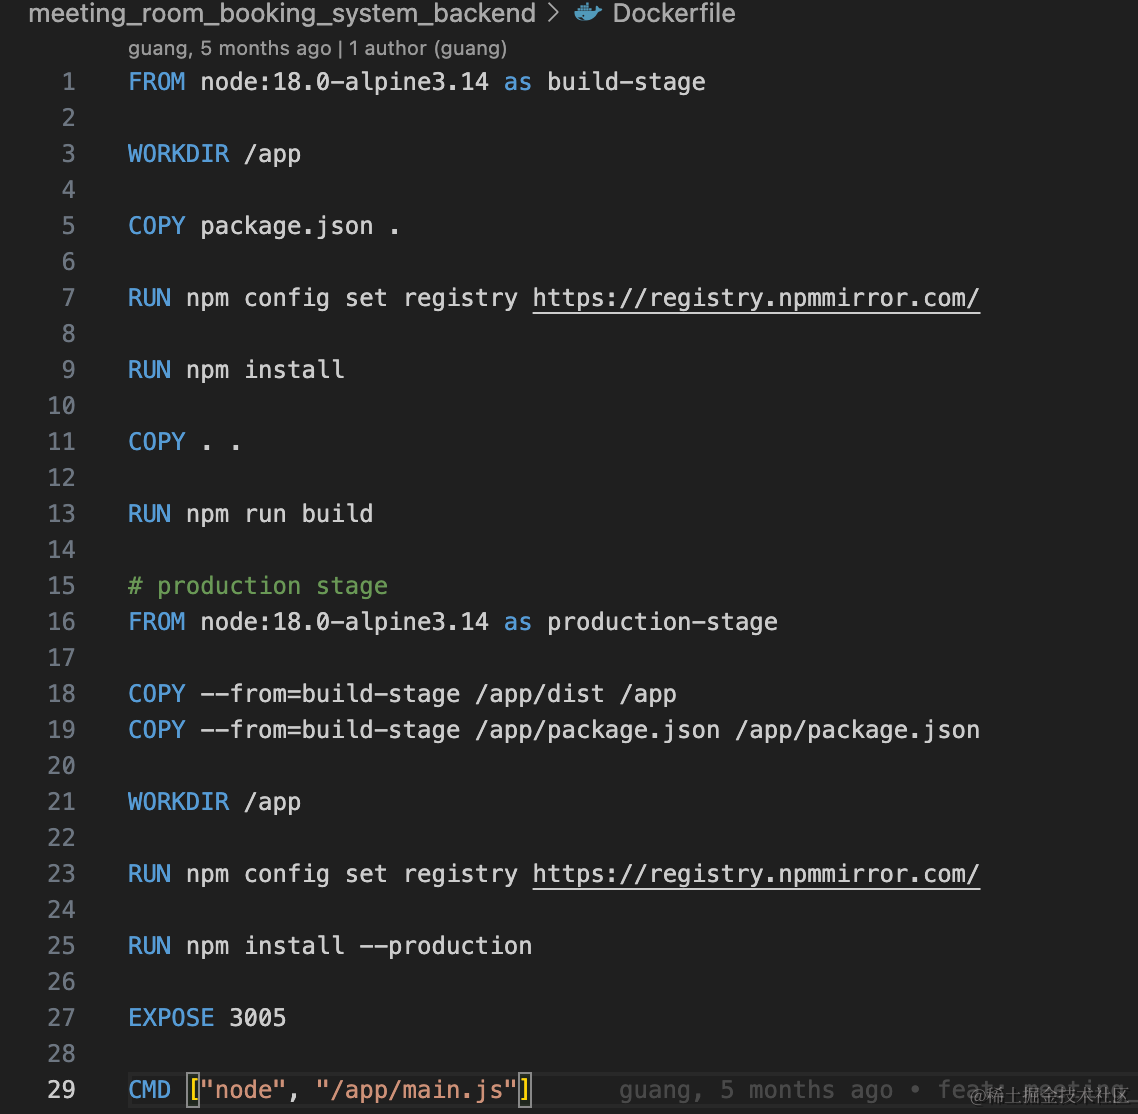 meeting_room_booking_system_backend > Dockerfile
guang, 5 months ago | 1 author (guang)
1 FROM node:18.0-alpine3.14 as build-stage
2
3 WORKDIR /app
4
5 COPY package.json .
6
7 RUN npm config set registry https://registry.npmmirror.com/
8
9 RUN npm install
10
11 COPY . .
12
13 RUN npm run build
14
15 # production stage
16 FROM node:18.0-alpine3.14 as production-stage
17
18 COPY --from=build-stage /app/dist /app
19 COPY --from=build-stage /app/package.json /app/package.json
20
21 WORKDIR /app
22
23 RUN npm config set registry https://registry.npmmirror.com/
24
25 RUN npm install --production
26
27 EXPOSE 3005
28
29 CMD ["node", "/app/main.js"] guang, 5 months ago • feat: meeting_
@稀土掘金技术社区